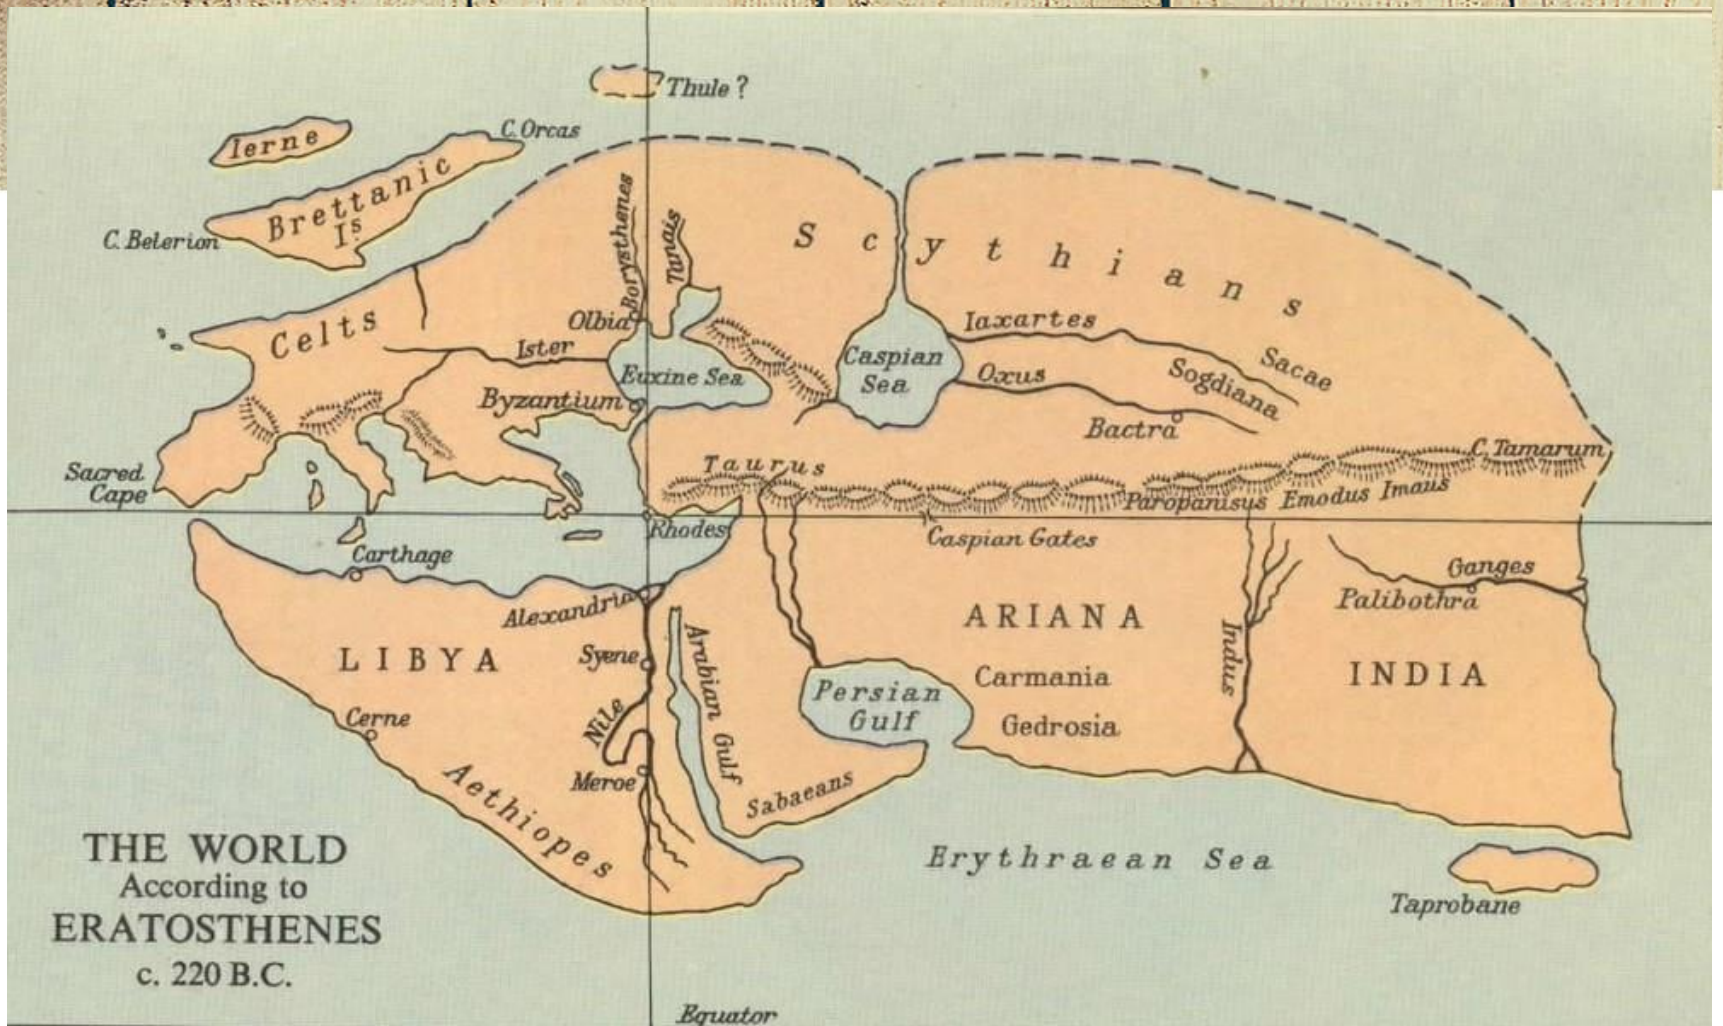 Thule ?
C. Orcas
Ierne
Brettanic
Is
C. Belerion
Borysthenes
Tanais
Scythians
Celts
Olbia
Iaxartes
Ister
Caspian
Sea
Sacae
Euxine Sea
Oxus
Sogdiana
Byzantium
Bactra
C. Tamarum
Sacred
Cape
Taurus
Paropanisus Emodus Imaus
Rhodes
Caspian Gates
Carthage
Ganges
Alexandria
Palibothra
ARIANA
LIBYA
Syene
Arabian Gulf
Indus
Carmania
INDIA
Persian
Gulf
Cerne
Nile
Gedrosia
Meroe
Aethiopes
Sabaeans
THE WORLD
According to
ERATOSTHENES
c. 220 B.C.
Erythraean Sea
Taprobane
Equator